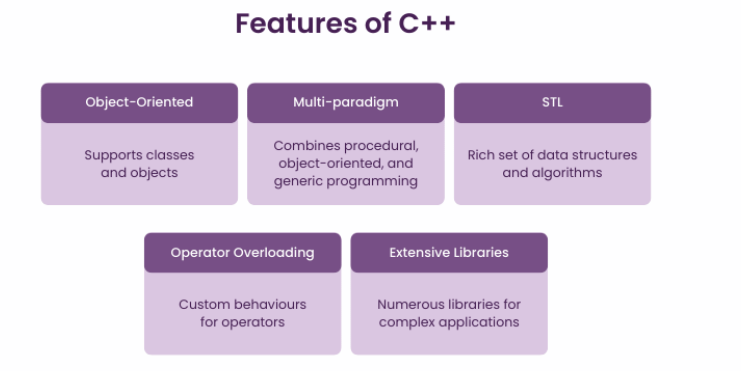 Features of C++
Object-Oriented
Supports classes
and objects
Multi-paradigm
Combines procedural,
object-oriented, and
generic programming
STL
Rich set of data structures
and algorithms
Operator Overloading
Custom behaviours
for operators
Extensive Libraries
Numerous libraries for
complex applications